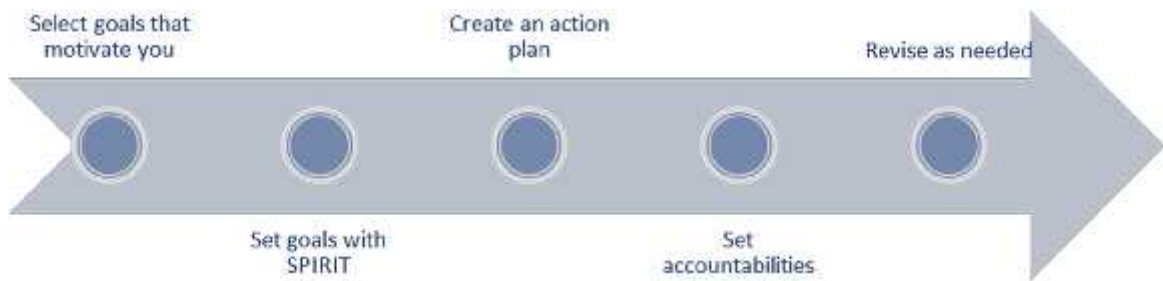 Select goals that
motivate you
Set goals with
SPIRIT
Create an action
plan
Set
accountabilities
Revise as needed